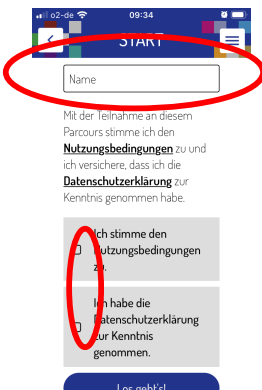 o2-de 09:34
START
Name
Mit der Teilnahme an diesem
Parcours stimme ich den
Nutzungsbedingungen zu und
ich versichere, dass ich die
Datenschutzerklärung zur
Kenntnis genommen habe.
Ich stimme den
Nutzungsbedingungen
zu.
Ich habe die
Datenschutzerklärung
zur Kenntnis
genommen.
Los geht's!